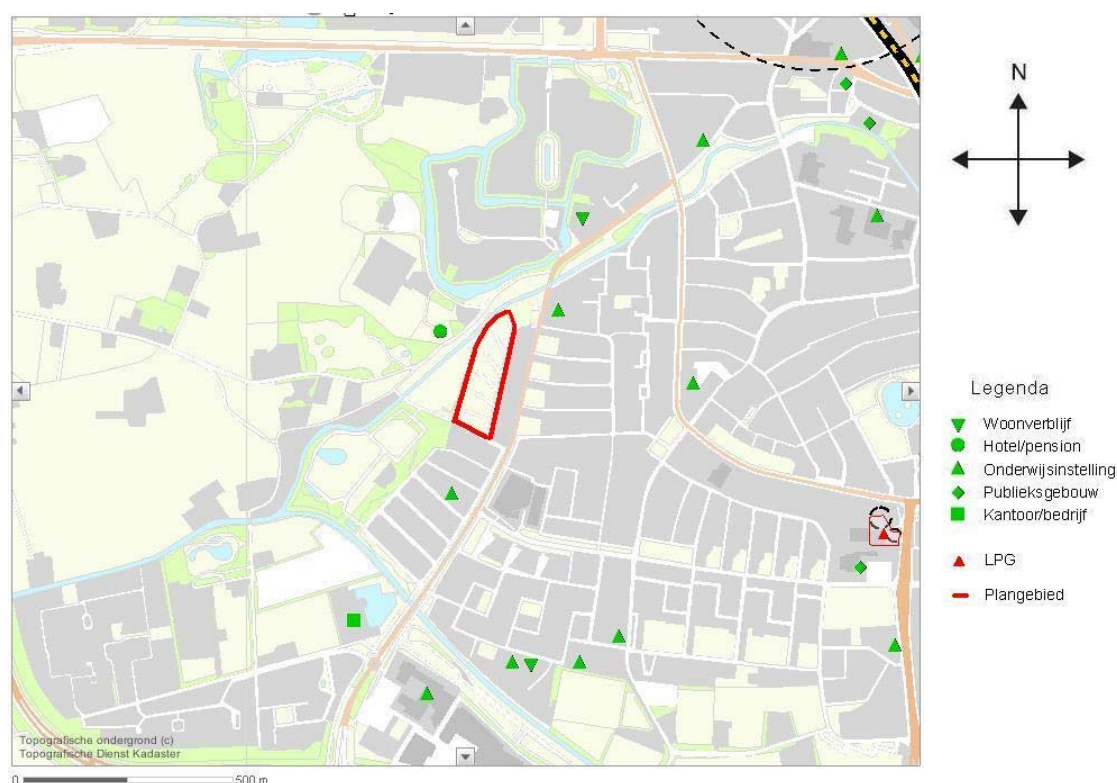 N
Legenda
Woonverblijf
Hotel/pension
Onderwijsinstelling
Publieksgebouw
Kantoor/bedrijf
LPG
Plangebied
Topografische ondergrond (c)
Topografische Dienst Kadaster
0 500 m